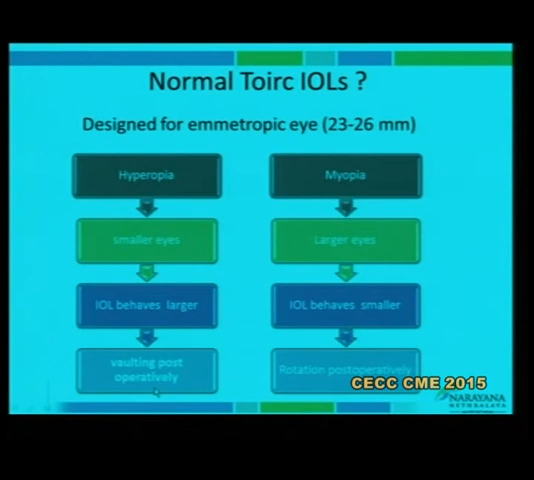 Normal Toirc IOLs ?
Designed for emmetropic eye (23-26 mm)
Hyperopia
Myopia
smaller eyes
Larger eyes
IOL behaves larger
IOL behaves smaller
vaulting post
operatively
Rotation postoperatively
CECC CME 2015
NARAYANA
NETHRALAYA